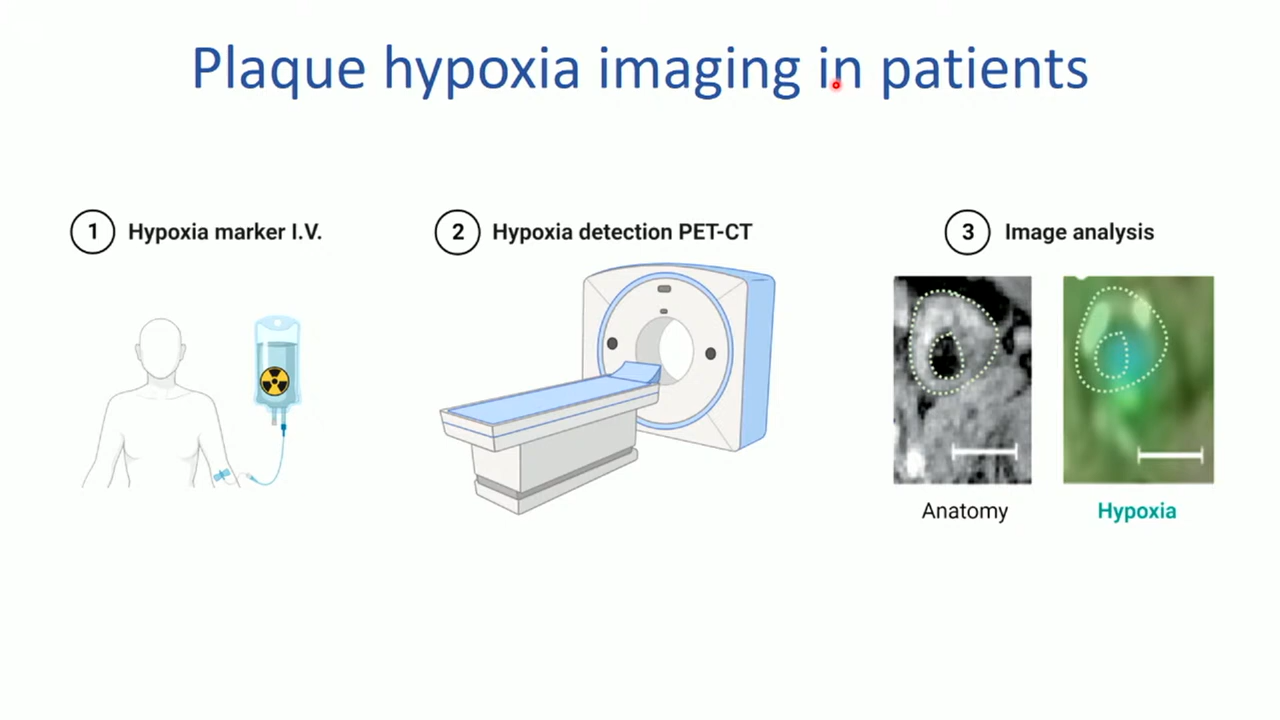 Plaque hypoxia imaging in patients
1 Hypoxia marker I.V.
2 Hypoxia detection PET-CT
3 Image analysis
Anatomy
Hypoxia